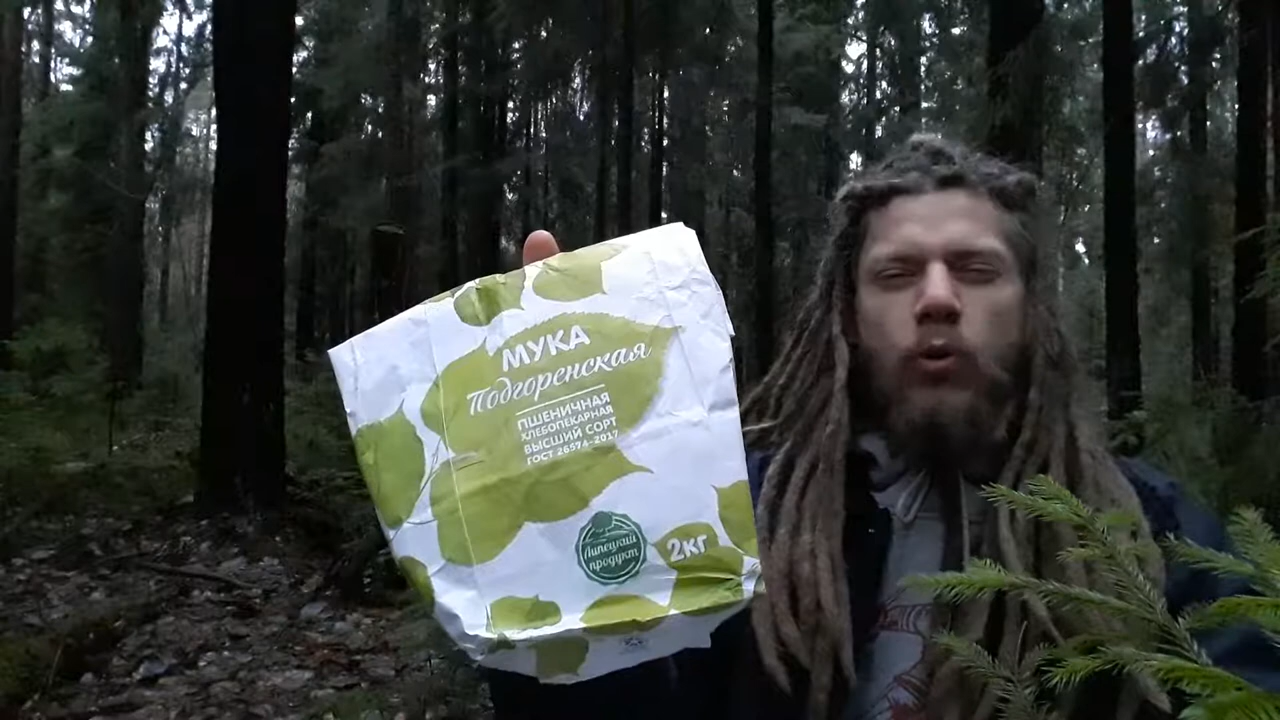 МУКА
Подгоренская
ПШЕНИЧНАЯ
ХЛЕБОПЕКАРНАЯ
ВЫСШИЙ СОРТ
ГОСТ 26574-2017
Липецкий
продукт
2кг